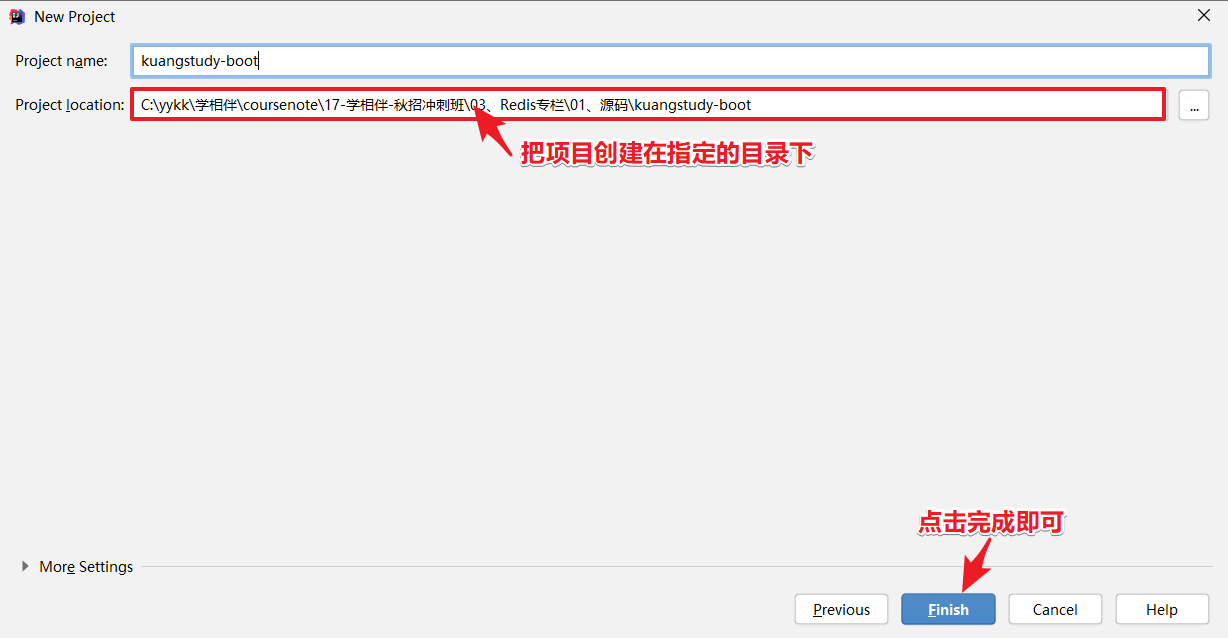 New Project
Project name:
kuangstudy-boot
Project location:
C:\yykk\学相伴\coursenote\17-学相伴-秋招冲刺班\03、Redis专栏\01、源码\kuangstudy-boot
...
把项目创建在指定的目录下
点击完成即可
More Settings
Previous
Finish
Cancel
Help